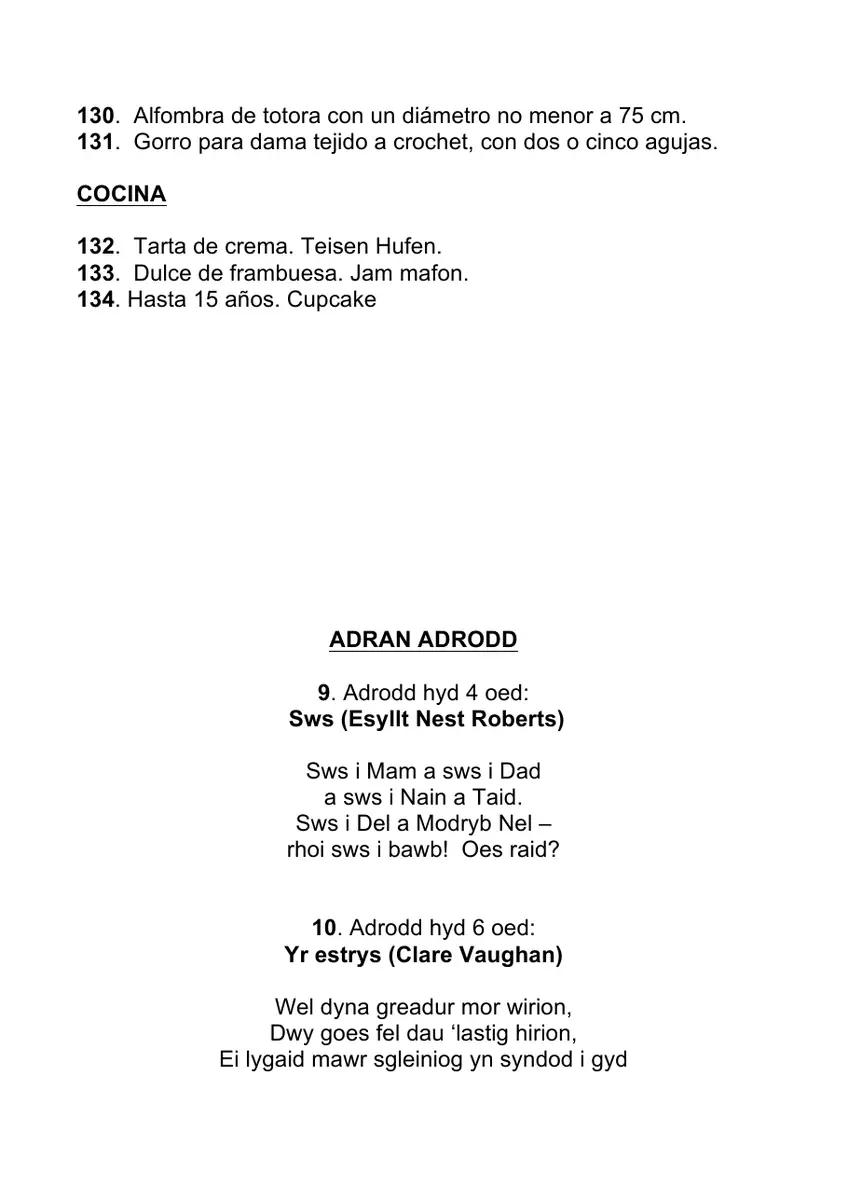 130.  Alfombra de totora con un diámetro no menor a 75 cm.
131.  Gorro para dama tejido a crochet, con dos o cinco agujas.
COCINA
132.  Tarta de crema. Teisen Hufen.
133.  Dulce de frambuesa. Jam mafon.
134. Hasta 15 años. Cupcake
ADRAN ADRODD
9. Adrodd hyd 4 oed:
Sws (Esyllt Nest Roberts)
Sws i Mam a sws i Dad
a sws i Nain a Taid.
Sws i Del a Modryb Nel –
rhoi sws i bawb!  Oes raid?
10. Adrodd hyd 6 oed:
Yr estrys (Clare Vaughan)
Wel dyna greadur mor wirion,
Dwy goes fel dau ‘lastig hirion,
Ei lygaid mawr sgleiniog yn syndod i gyd